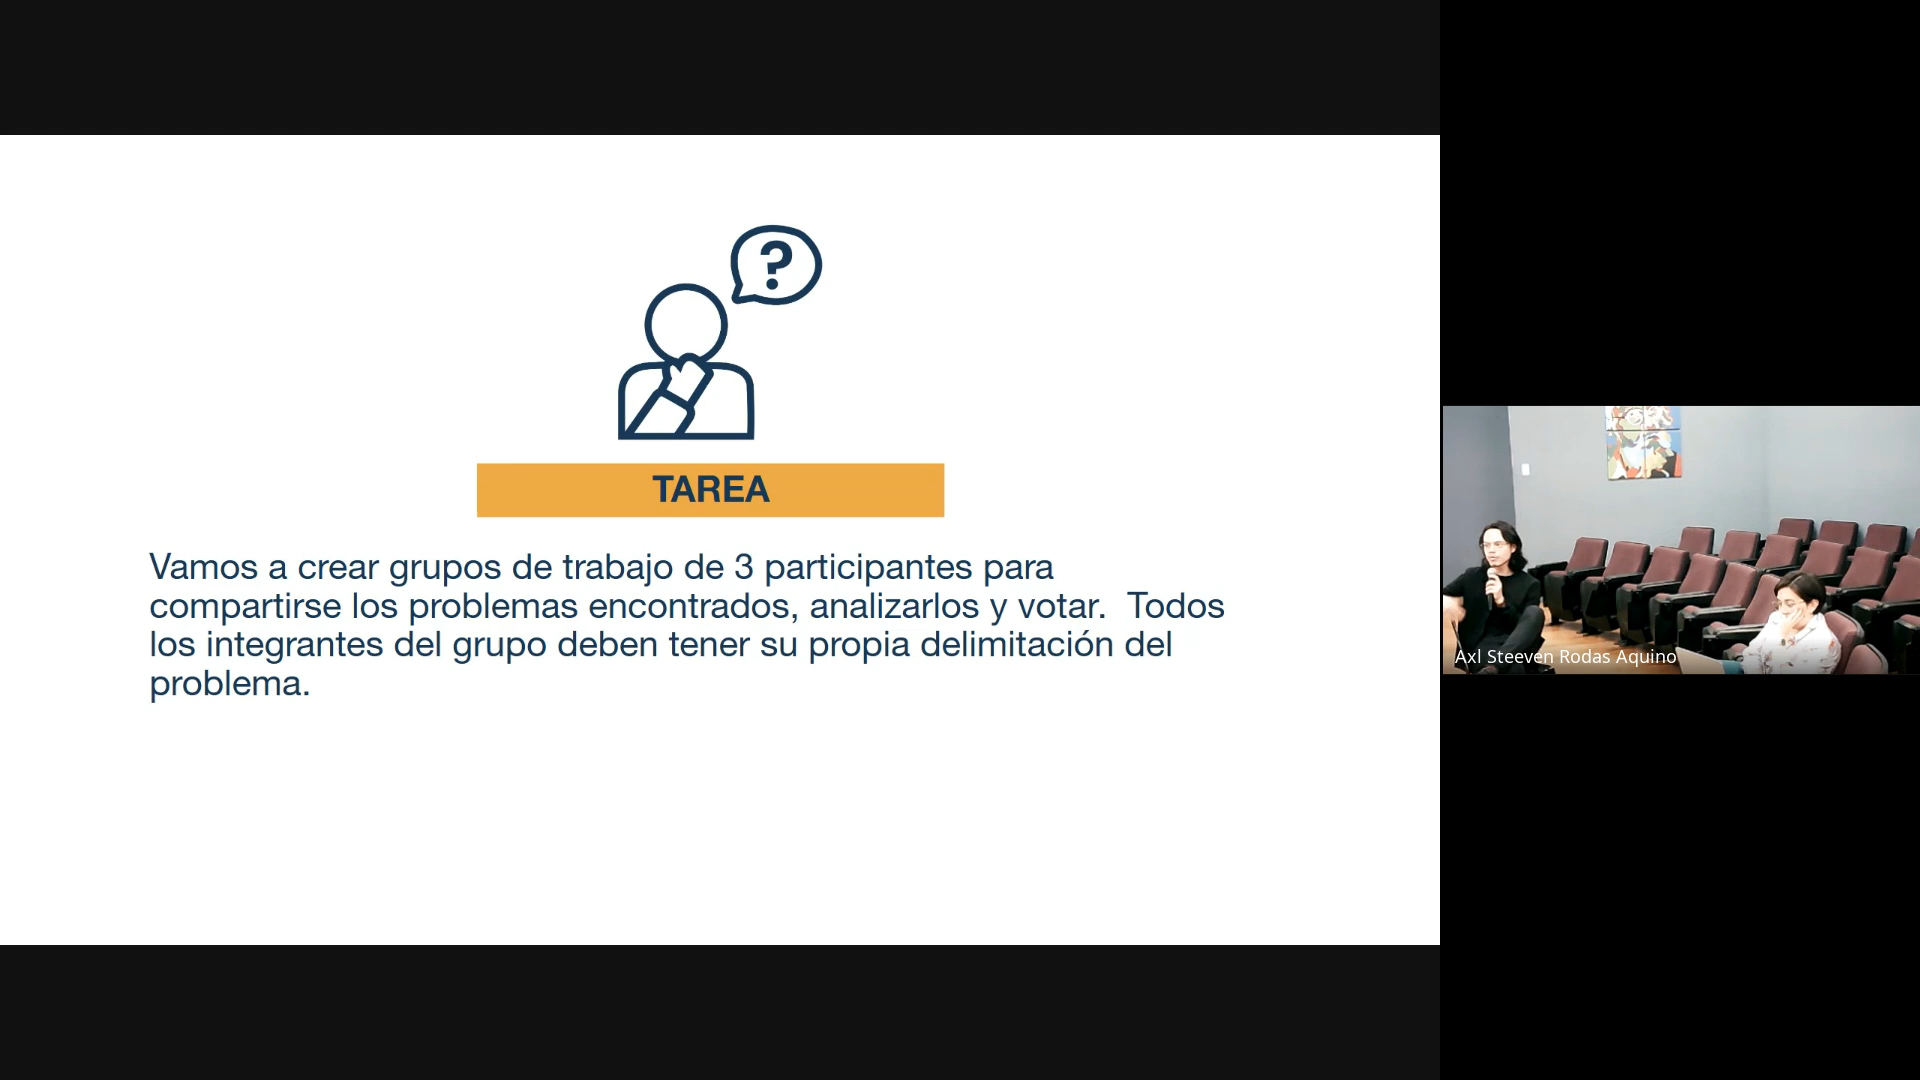 ?
TAREA
Vamos a crear grupos de trabajo de 3 participantes para
compartirse los problemas encontrados, analizarlos y votar.  Todos
los integrantes del grupo deben tener su propia delimitación del
problema.
Axl Steeven Rodas Aquino